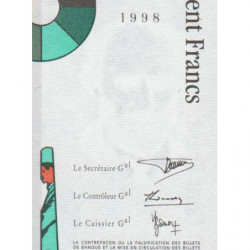 1998
ent Francs
Le Secrétaire Gal
Le Contrôleur Gal
Le Caissier Gal
LA CONTREFAÇON OU LA FALSIFICATION DES BILLETS
DE BANQUE ET LA MISE EN CIRCULATION DES BILLETS